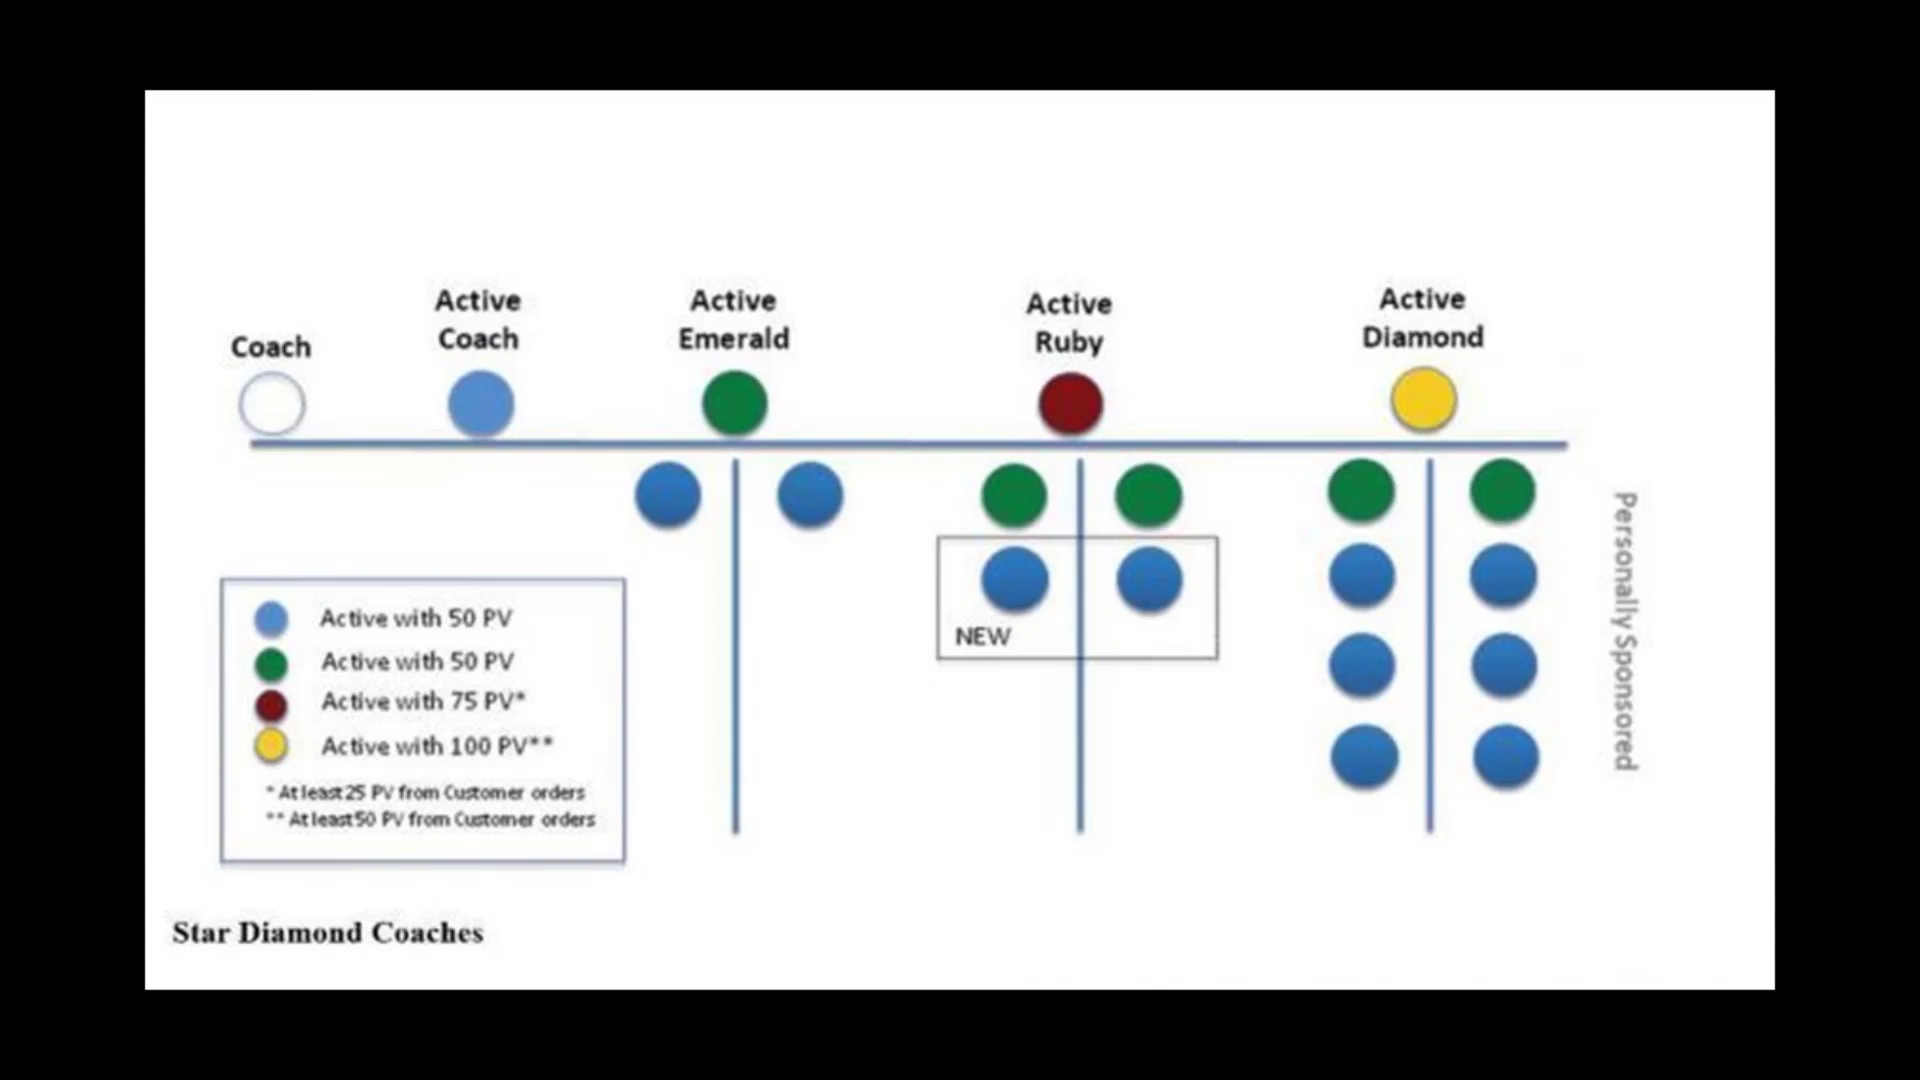 Coach
Active
Coach
Active
Emerald
Active
Ruby
Active
Diamond
NEW
Personally Sponsored
Active with 50 PV
Active with 50 PV
Active with 75 PV*
Active with 100 PV**
* At least 25 PV from Customer orders
** At least 50 PV from Customer orders
Star Diamond Coaches